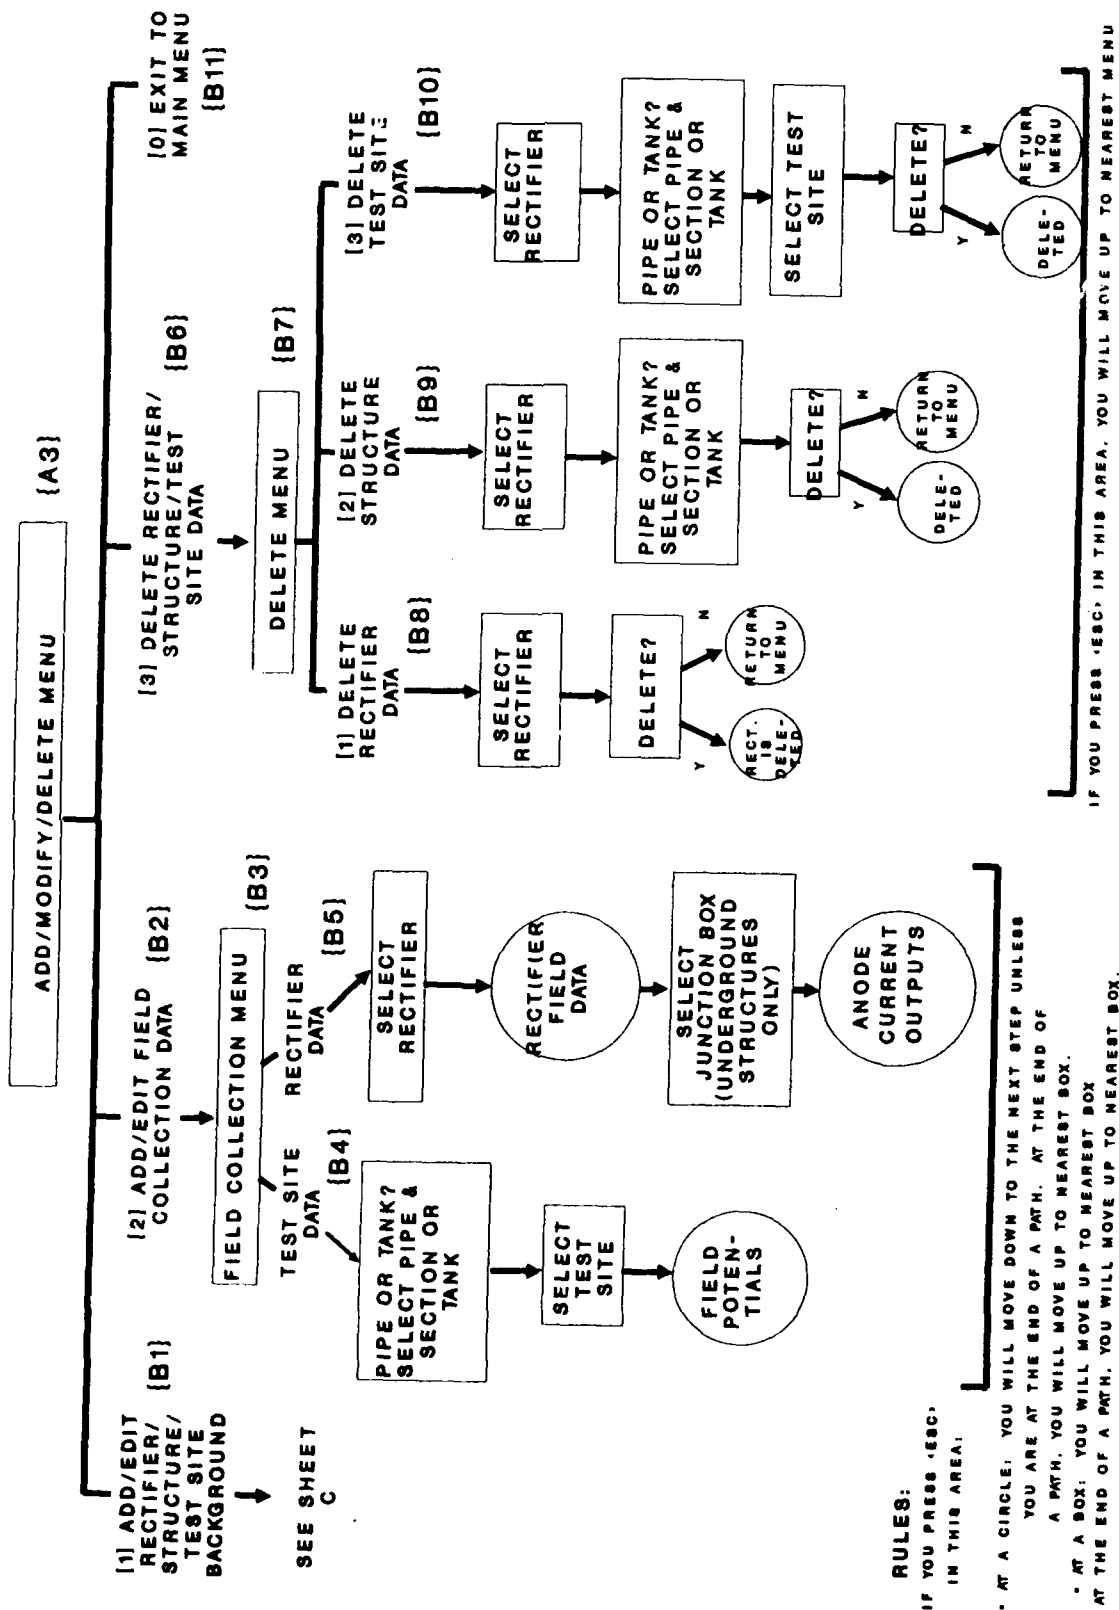 ADD/MODIFY/DELETE MENU
{A3}
[1] ADD/EDIT
RECTIFIER/
STRUCTURE/
TEST SITE
BACKGROUND
{B1}
SEE SHEET
C
[2] ADD/EDIT FIELD
COLLECTION DATA
{B2}
FIELD COLLECTION MENU
{B3}
TEST SITE
DATA
{B4}
PIPE OR TANK?
SELECT PIPE &
SECTION OR
TANK
SELECT
TEST
SITE
FIELD
POTEN-
TIALS
RECTIFIER
DATA
{B5}
SELECT
RECTIFIER
RECTIFIER
FIELD
DATA
SELECT
JUNCTION BOX
(UNDERGROUND
STRUCTURES
ONLY)
ANODE
CURRENT
OUTPUTS
[3] DELETE RECTIFIER/
STRUCTURE/TEST
SITE DATA
{B6}
DELETE MENU
{B7}
[1] DELETE
RECTIFIER
DATA
{B8}
SELECT
RECTIFIER
DELETE?
Y
N
RECT.
IS
DELE-
TED
RETURN
TO
MENU
[2] DELETE
STRUCTURE
DATA
{B9}
SELECT
RECTIFIER
PIPE OR TANK?
SELECT PIPE &
SECTION OR
TANK
DELETE?
Y
N
DELE-
TED
RETURN
TO
MENU
[3] DELETE
TEST SITE
DATA
{B10}
SELECT
RECTIFIER
PIPE OR TANK?
SELECT PIPE &
SECTION OR
TANK
SELECT TEST
SITE
DELETE?
Y
N
DELE-
TED
RETURN
TO
MENU
[0] EXIT TO
MAIN MENU
{B11}
RULES:
IF YOU PRESS <ESC>
IN THIS AREA:
• AT A CIRCLE: YOU WILL MOVE DOWN TO THE NEXT STEP UNLESS
YOU ARE AT THE END OF A PATH. AT THE END OF
A PATH, YOU WILL MOVE UP TO NEAREST BOX.
• AT A BOX: YOU WILL MOVE UP TO NEAREST BOX
AT THE END OF A PATH, YOU WILL MOVE UP TO NEAREST BOX.
IF YOU PRESS <ESC> IN THIS AREA, YOU WILL MOVE UP TO NEAREST MENU